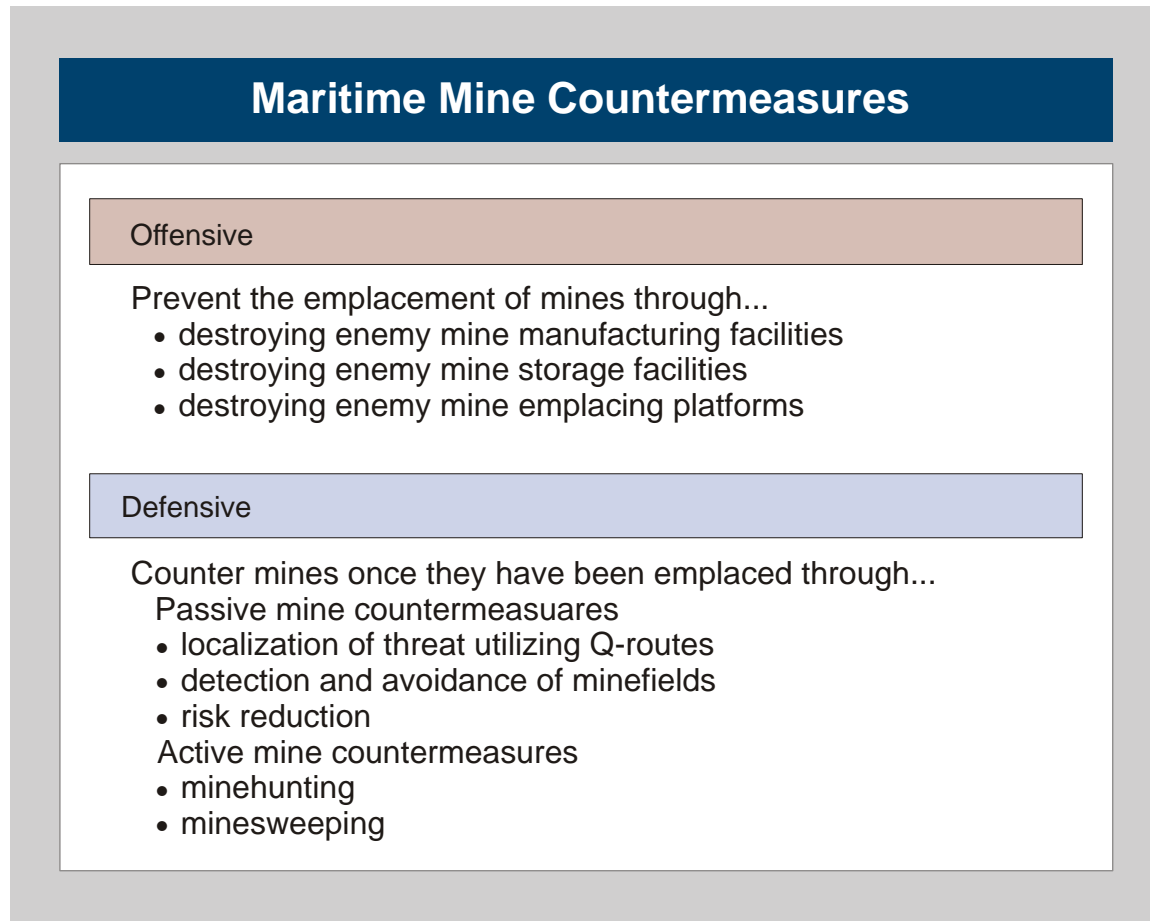 Maritime Mine Countermeasures
Offensive
Prevent the emplacement of mines through...
• destroying enemy mine manufacturing facilities
• destroying enemy mine storage facilities
• destroying enemy mine emplacing platforms
Defensive
Counter mines once they have been emplaced through...
Passive mine countermeasuares
• localization of threat utilizing Q-routes
• detection and avoidance of minefields
• risk reduction
Active mine countermeasures
• minehunting
• minesweeping